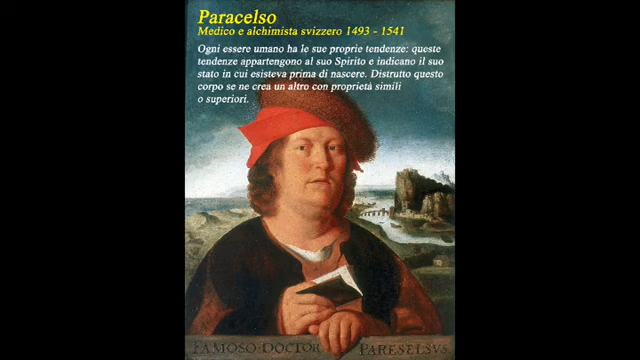 Paracelso
Medico e alchimista svizzero 1493 - 1541
Ogni essere umano ha le sue proprie tendenze: queste
tendenze appartengono al suo Spirito e indicano il suo
stato in cui esisteva prima di nascere. Distrutto questo
corpo se ne crea un altro con proprietà simili
o superiori.
FAMOSO DOCTOR PARESELSVS